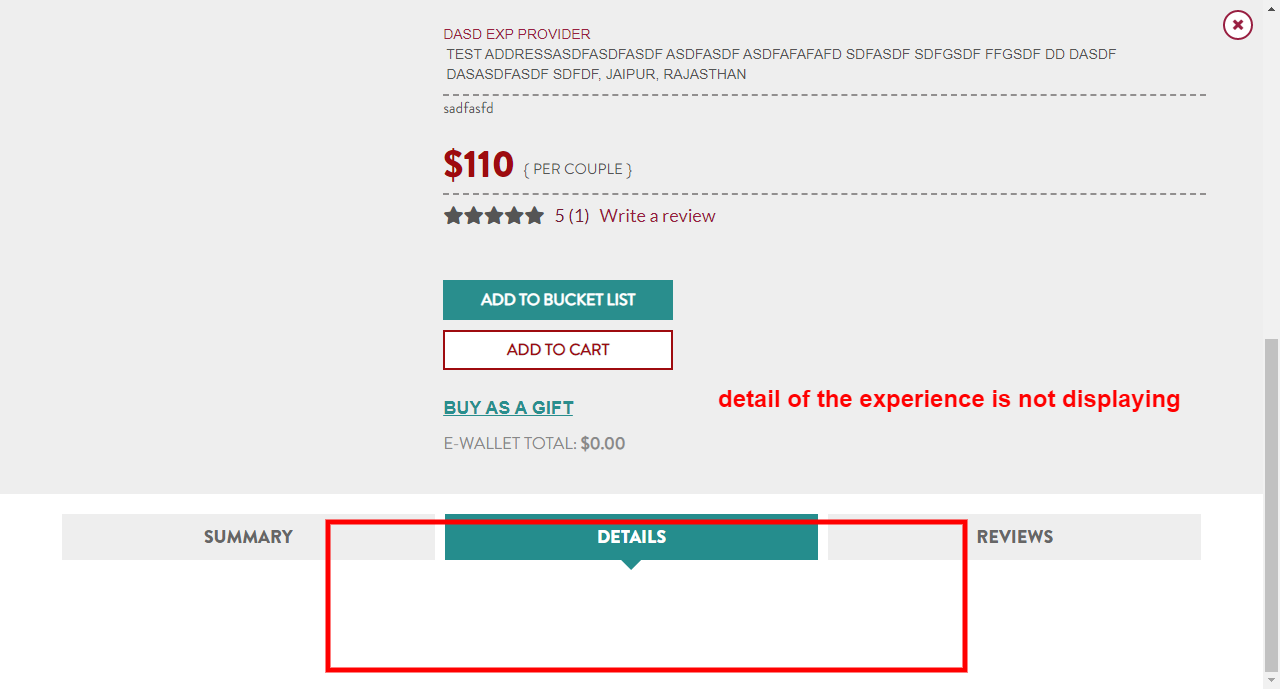 DASD EXP PROVIDER
TEST ADDRESSASDFASDFASDF ASDFASDF ASDFAFAFAFD SDFASDF SDFGSDF FFGSDF DD DASDF
DASASDFASDF SDFDF, JAIPUR, RAJASTHAN
sadfasfd
$110 { PER COUPLE }
5 (1) Write a review
ADD TO BUCKET LIST
ADD TO CART
detail of the experience is not displaying
BUY AS A GIFT
E-WALLET TOTAL: $0.00
SUMMARY DETAILS REVIEWS